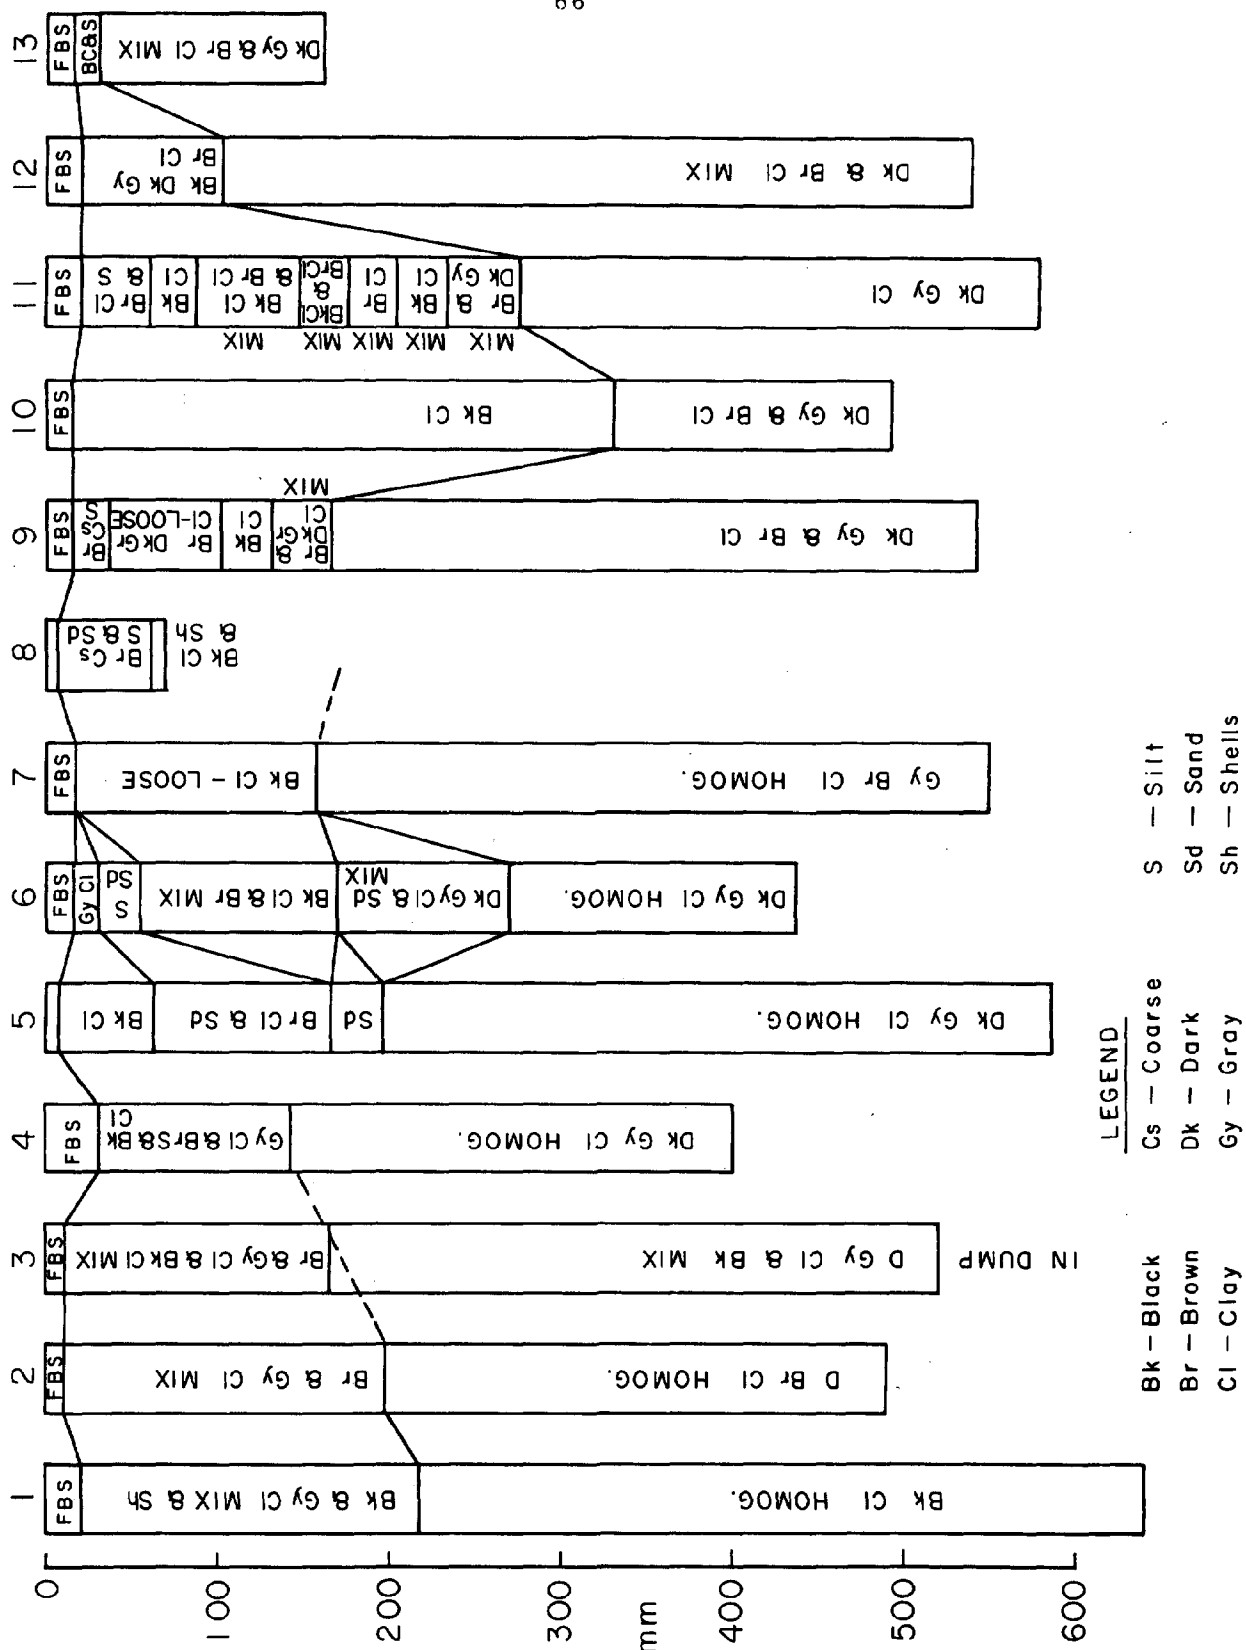 66
1 2 3 4 5 6 7 8 9 10 11 12 13
0
100
200
300
400
500
600
mm
FBS
Bk & Gy Cl MIX & Sh
Bk Cl HOMOG.
FBS
Br & Gy Cl MIX
D Br Cl HOMOG.
FBS
Br & Gy Cl & Bk Cl MIX
D Gy Cl & Bk MIX
IN DUMP
FBS
Gy Cl & Br S & Bk
Cl
Dk Gy Cl HOMOG.
Bk Cl
Br Cl & Sd
Sd
Dk Gy Cl HOMOG.
FBS
Gy Cl
S Sd
Bk Cl & Br MIX
Dk Gy Cl & Sd
MIX
Dk Gy Cl HOMOG.
FBS
Bk Cl - LOOSE
Gy Br Cl HOMOG.
Br Cs
S & Sd
Bk Cl
& Sh
FBS
Br Cs
S
Br DkGr
Cl-LOOSE
Bk
Cl
Br &
DkGr
Cl
MIX
Dk Gy & Br Cl
FBS
Bk Cl
Dk Gy & Br Cl
FBS
Br Cl
& S
Bk
Cl
Bk Cl
& Br Cl
MIX
BkCl
&
BrCl
MIX
Br
Cl
MIX
Bk
Cl
MIX
Br &
Dk Gy
MIX
Dk Gy Cl
FBS
Bk Dk Gy
Br Cl
Dk & Br Cl MIX
FBS
BC&S
Dk Gy & Br Cl MIX
LEGEND
Bk – Black
Br – Brown
Cl – Clay
Cs – Coarse
Dk – Dark
Gy – Gray
S – Silt
Sd – Sand
Sh – Shells